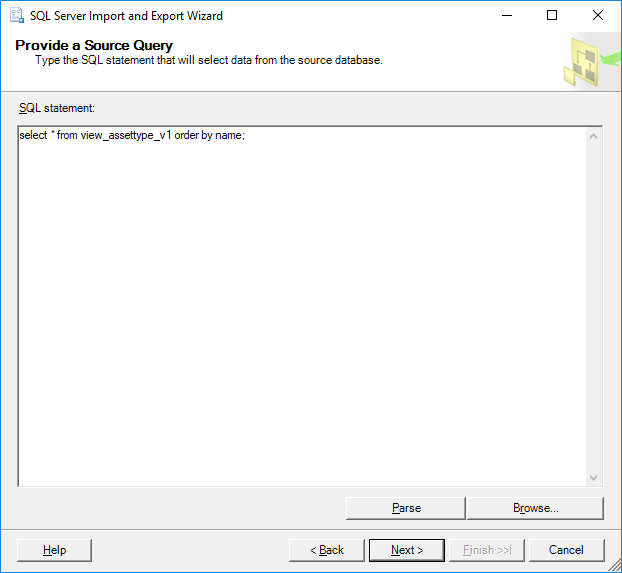 SQL Server Import and Export Wizard
Provide a Source Query
Type the SQL statement that will select data from the source database.
SQL statement:
select * from view_assettype_v1 order by name;
Parse
Browse...
Help
< Back
Next >
Finish >>|
Cancel